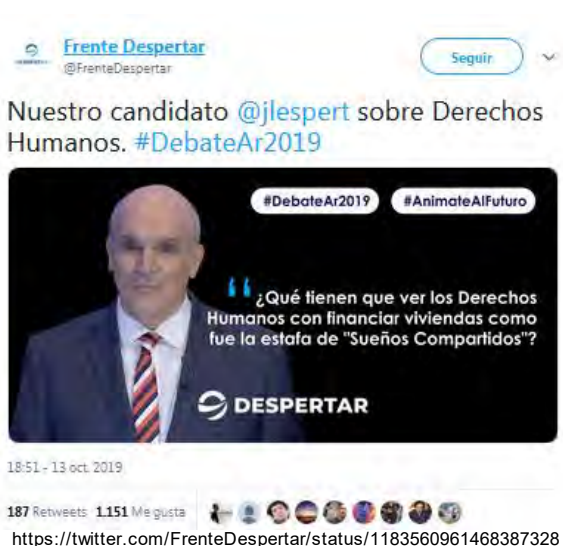 Frente Despertar
@FrenteDespertar
Seguir
Nuestro candidato @jlespert sobre Derechos
Humanos. #DebateAr2019
#DebateAr2019 #AnimateAlFuturo
“ ¿Qué tienen que ver los Derechos
Humanos con financiar viviendas como
fue la estafa de "Sueños Compartidos"?
DESPERTAR
18:51 - 13 oct. 2019
187 Retweets 1.151 Me gusta
https://twitter.com/FrenteDespertar/status/1183560961468387328